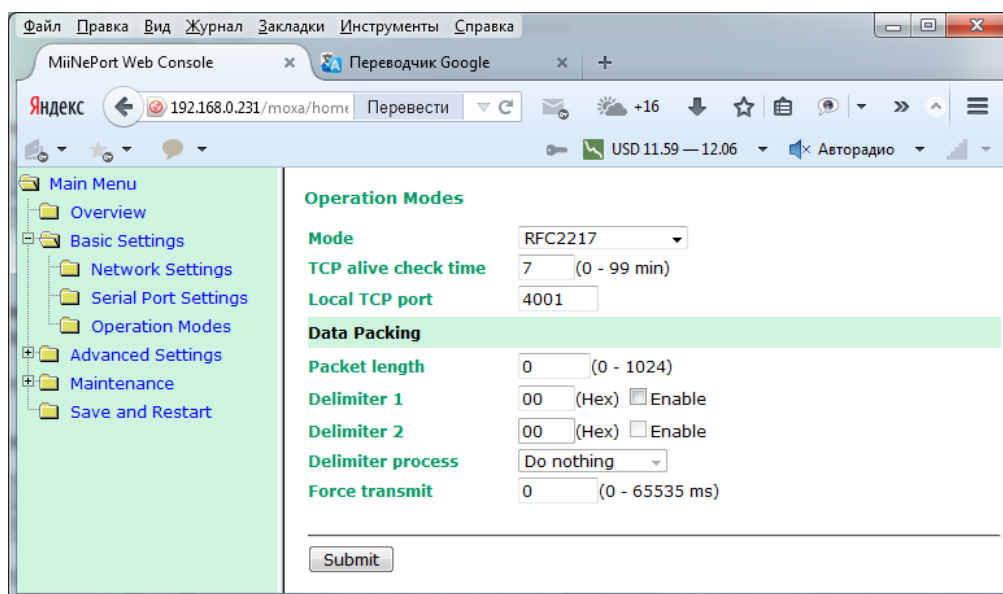 Файл Правка Вид Журнал Закладки Инструменты Справка
MiiNePort Web Console
Переводчик Google
Яндекс 192.168.0.231/moxa/home Перевести +16
USD 11.59 — 12.06 Авторадио
Main Menu
Overview
Basic Settings
Network Settings
Serial Port Settings
Operation Modes
Advanced Settings
Maintenance
Save and Restart
Operation Modes
Mode RFC2217
TCP alive check time 7 (0 - 99 min)
Local TCP port 4001
Data Packing
Packet length 0 (0 - 1024)
Delimiter 1 00 (Hex) Enable
Delimiter 2 00 (Hex) Enable
Delimiter process Do nothing
Force transmit 0 (0 - 65535 ms)
Submit